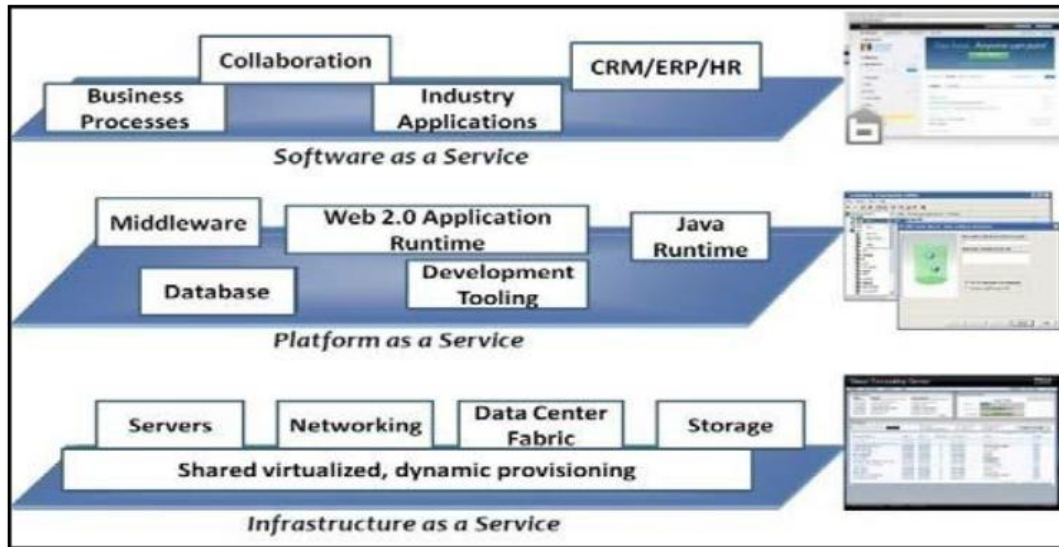 Collaboration
CRM/ERP/HR
Business
Processes
Industry
Applications
Software as a Service
Middleware
Web 2.0 Application
Runtime
Java
Runtime
Database
Development
Tooling
Platform as a Service
Servers
Networking
Data Center
Fabric
Storage
Shared virtualized, dynamic provisioning
Infrastructure as a Service